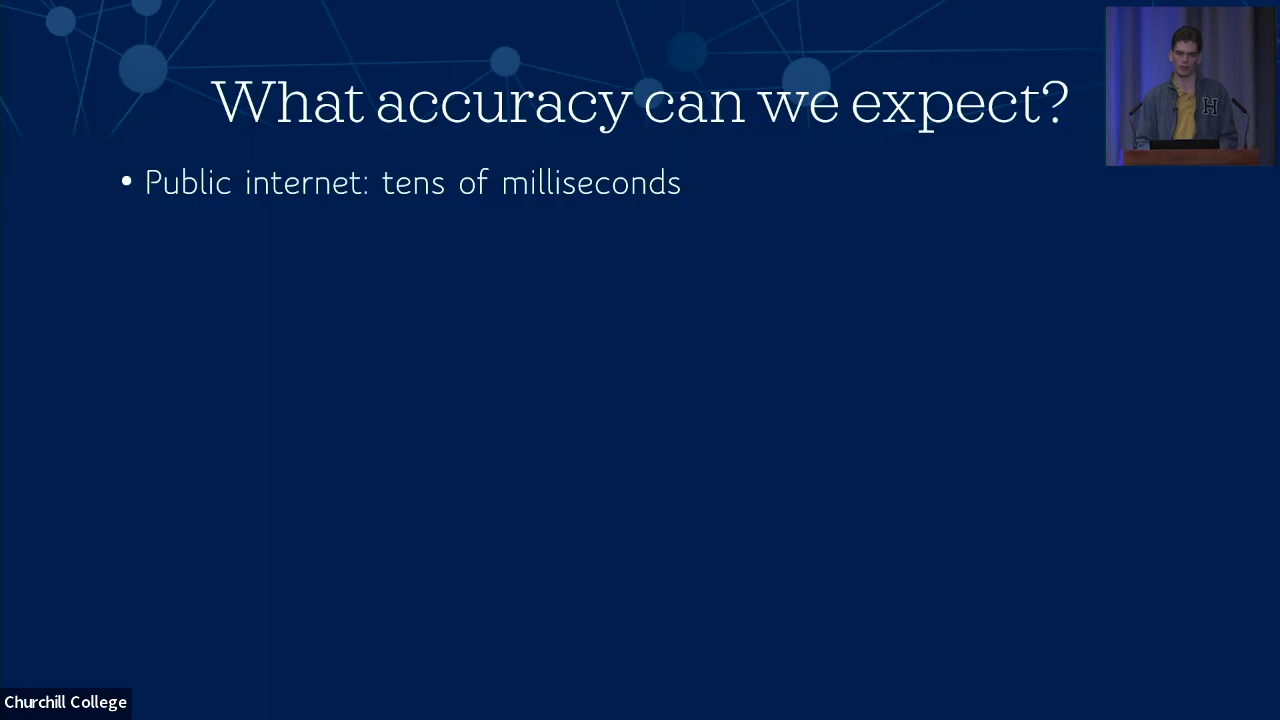 What accuracy can we expect?
• Public internet: tens of milliseconds
H
Churchill College